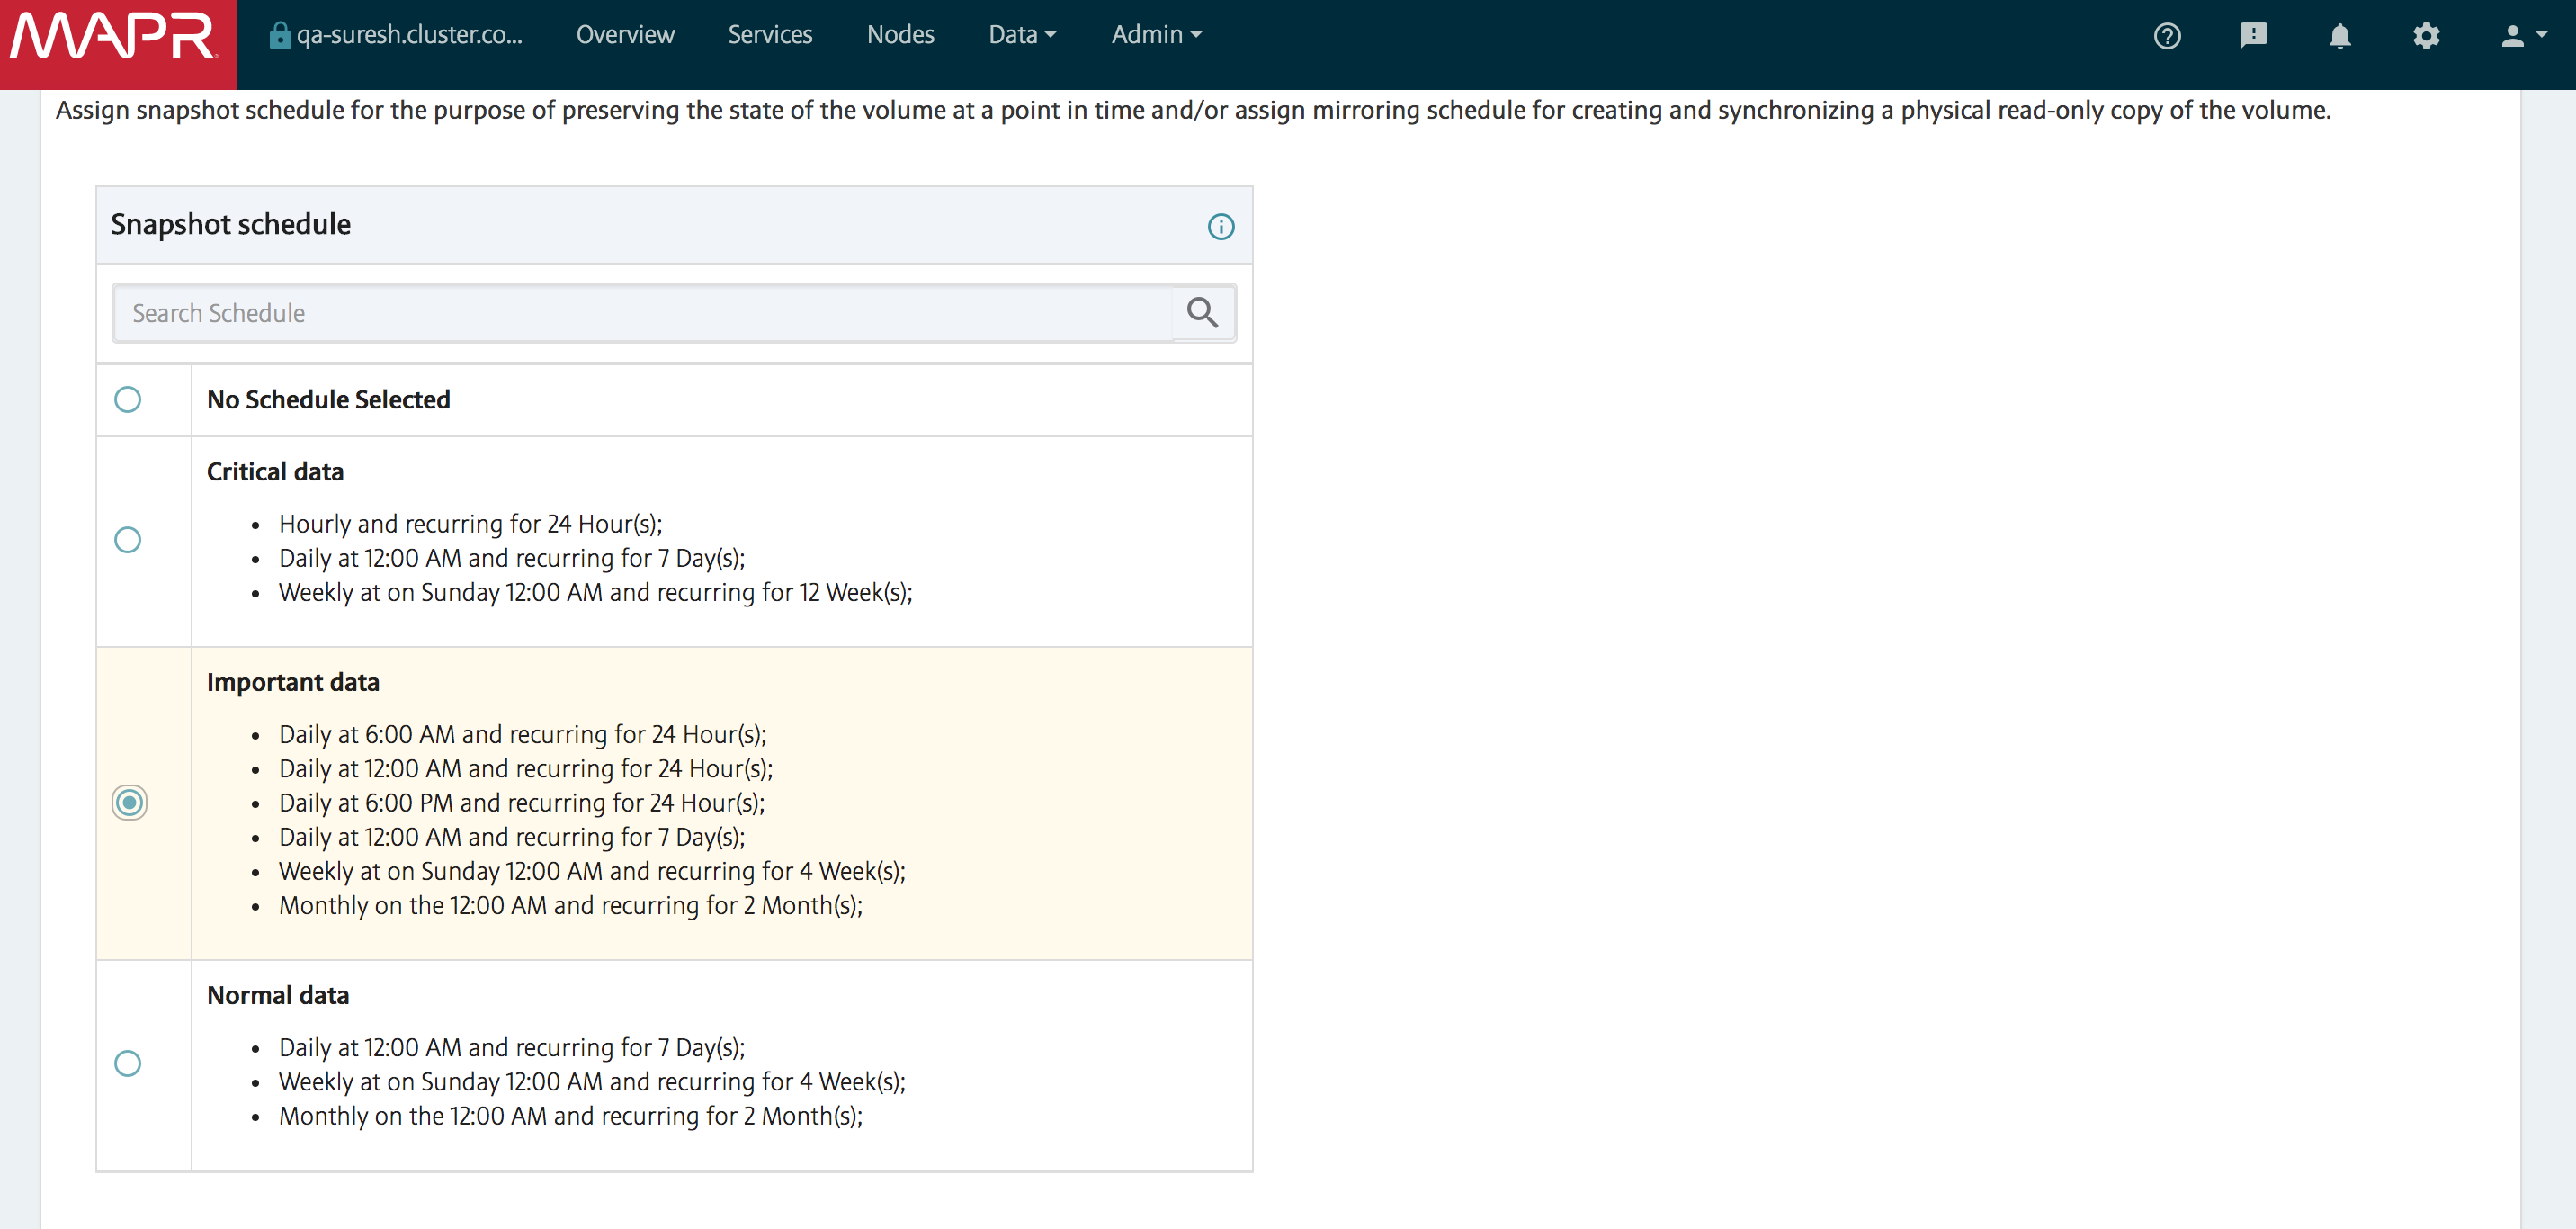 MAPR
qa-suresh.cluster.co... Overview Services Nodes Data Admin
Assign snapshot schedule for the purpose of preserving the state of the volume at a point in time and/or assign mirroring schedule for creating and synchronizing a physical read-only copy of the volume.
Snapshot schedule
Search Schedule
No Schedule Selected
Critical data
• Hourly and recurring for 24 Hour(s);
• Daily at 12:00 AM and recurring for 7 Day(s);
• Weekly at on Sunday 12:00 AM and recurring for 12 Week(s);
Important data
• Daily at 6:00 AM and recurring for 24 Hour(s);
• Daily at 12:00 AM and recurring for 24 Hour(s);
• Daily at 6:00 PM and recurring for 24 Hour(s);
• Daily at 12:00 AM and recurring for 7 Day(s);
• Weekly at on Sunday 12:00 AM and recurring for 4 Week(s);
• Monthly on the 12:00 AM and recurring for 2 Month(s);
Normal data
• Daily at 12:00 AM and recurring for 7 Day(s);
• Weekly at on Sunday 12:00 AM and recurring for 4 Week(s);
• Monthly on the 12:00 AM and recurring for 2 Month(s);